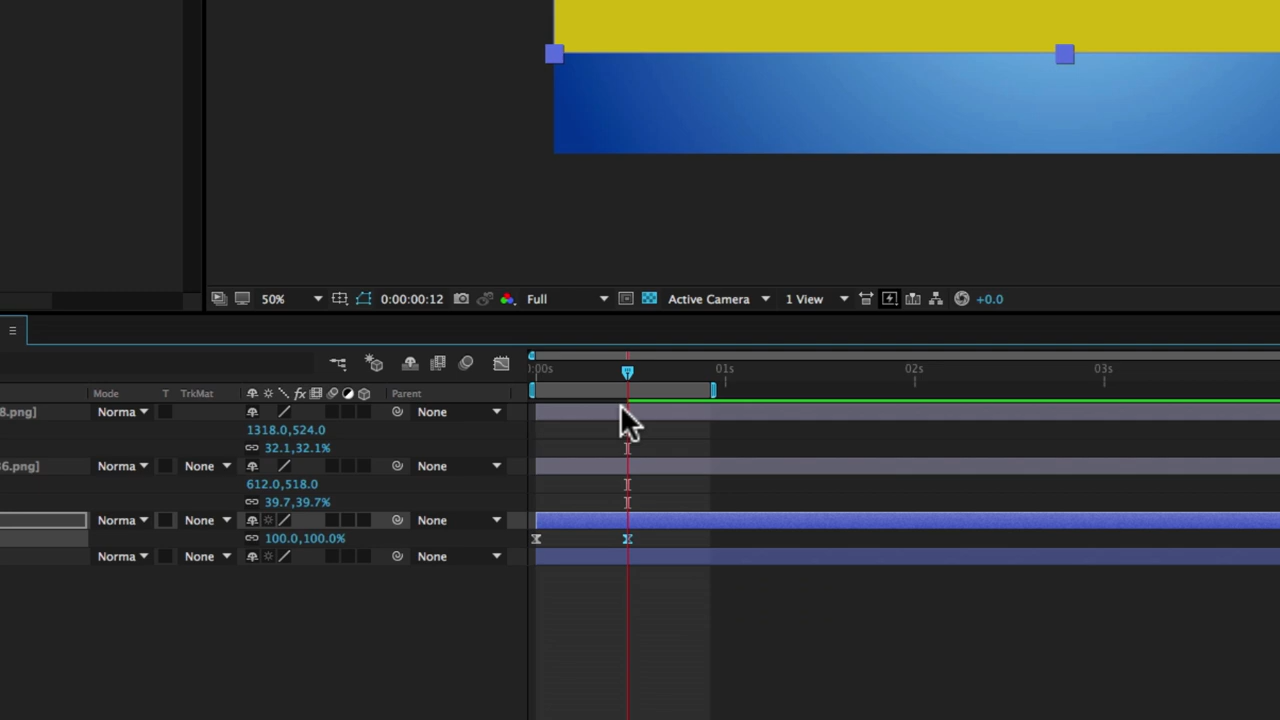 50% 0:00:00:12 Full Active Camera 1 View +0.0
:00s 01s 02s 03s
Mode T TrkMat fx Parent
8.png] Norma None
1318.0,524.0
32.1,32.1%
36.png] Norma None None
612.0,518.0
39.7,39.7%
Norma None None
100.0,100.0%
Norma None None